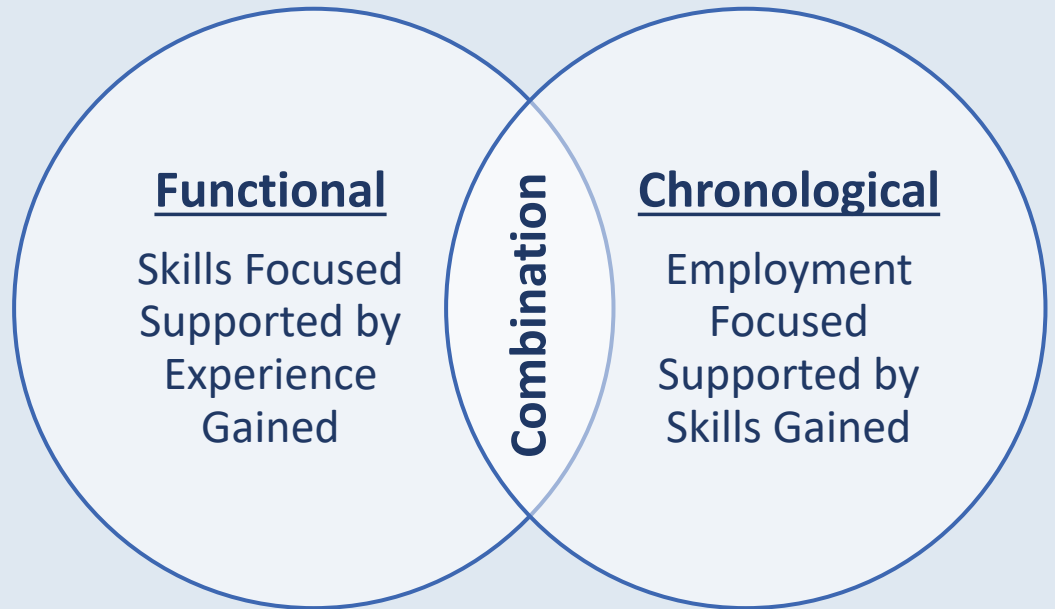 Functional
Skills Focused
Supported by
Experience
Gained
Combination
Chronological
Employment
Focused
Supported by
Skills Gained